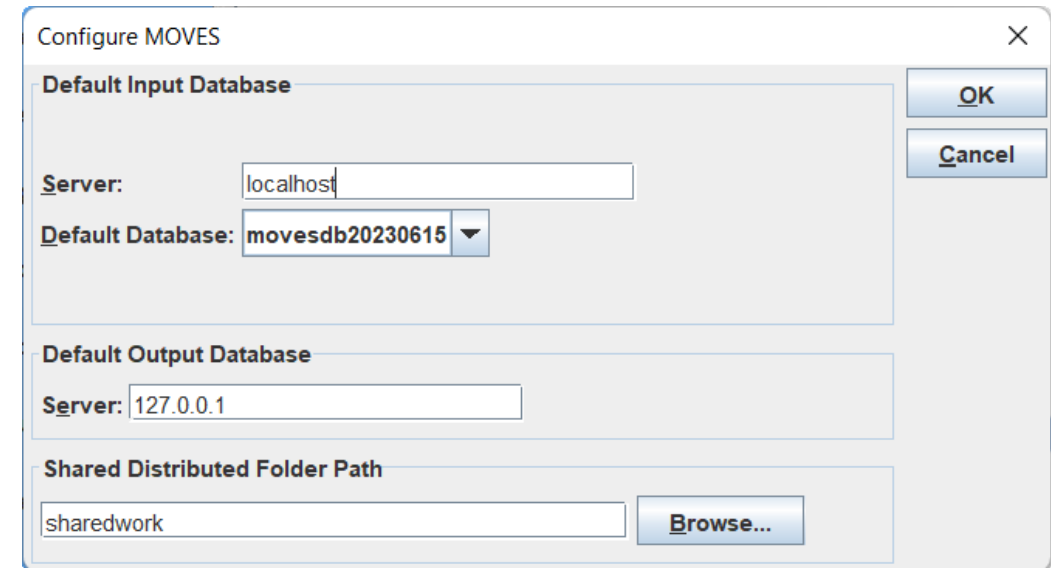 Configure MOVES
Default Input Database
OK
Cancel
Server: localhost
Default Database: movesdb20230615
Default Output Database
Server: 127.0.0.1
Shared Distributed Folder Path
sharedwork Browse...